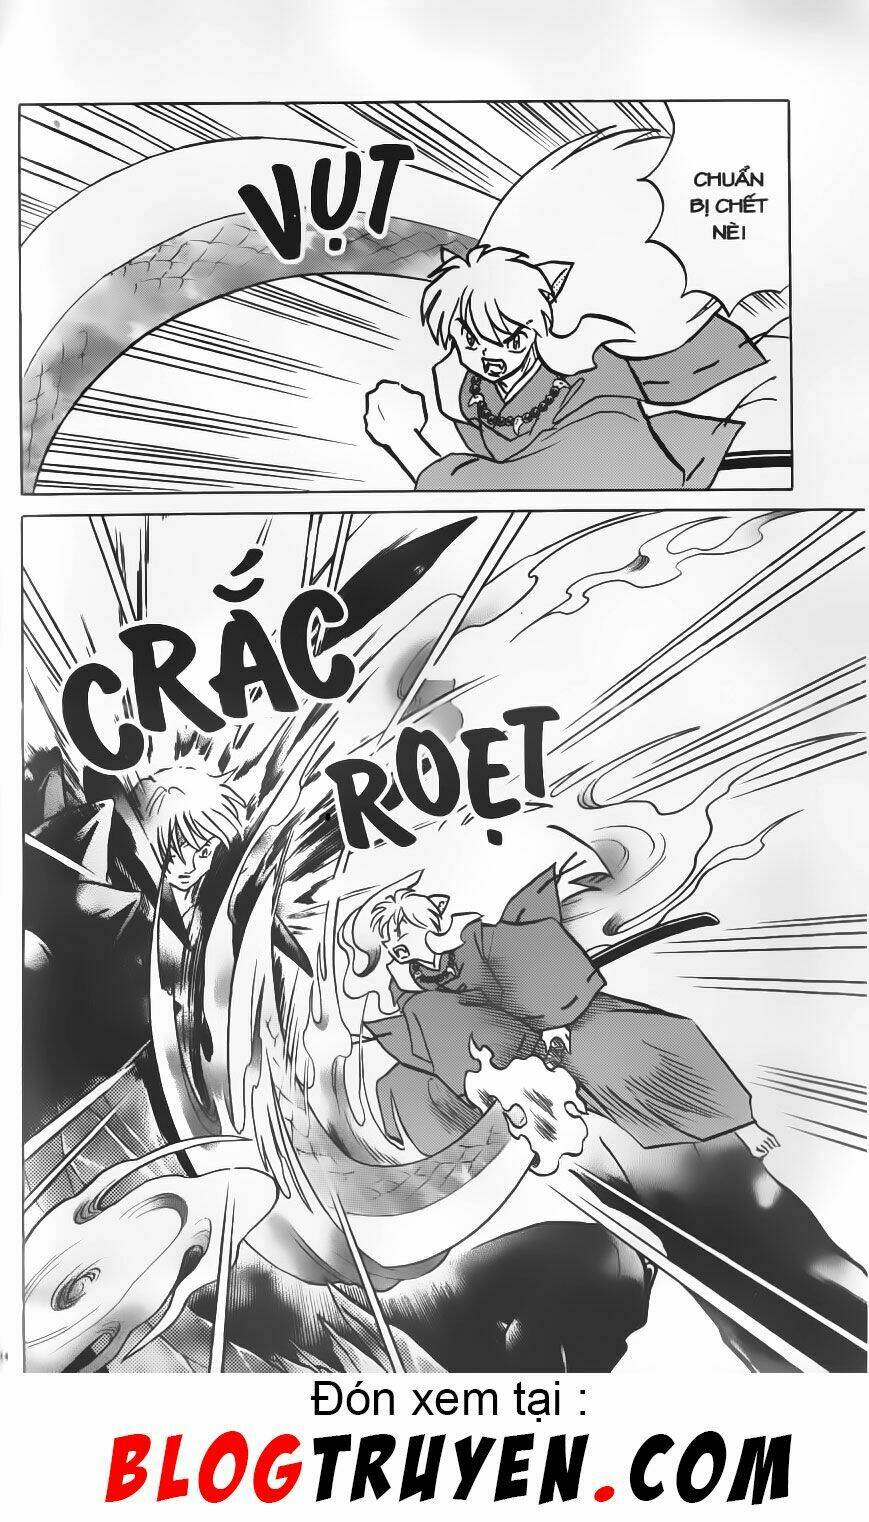 VỤT
CHUẨN
BỊ CHẾT
NÈ!
CRẮC
ROẸT
Đón xem tại :
BLOGTRUYEN.COM